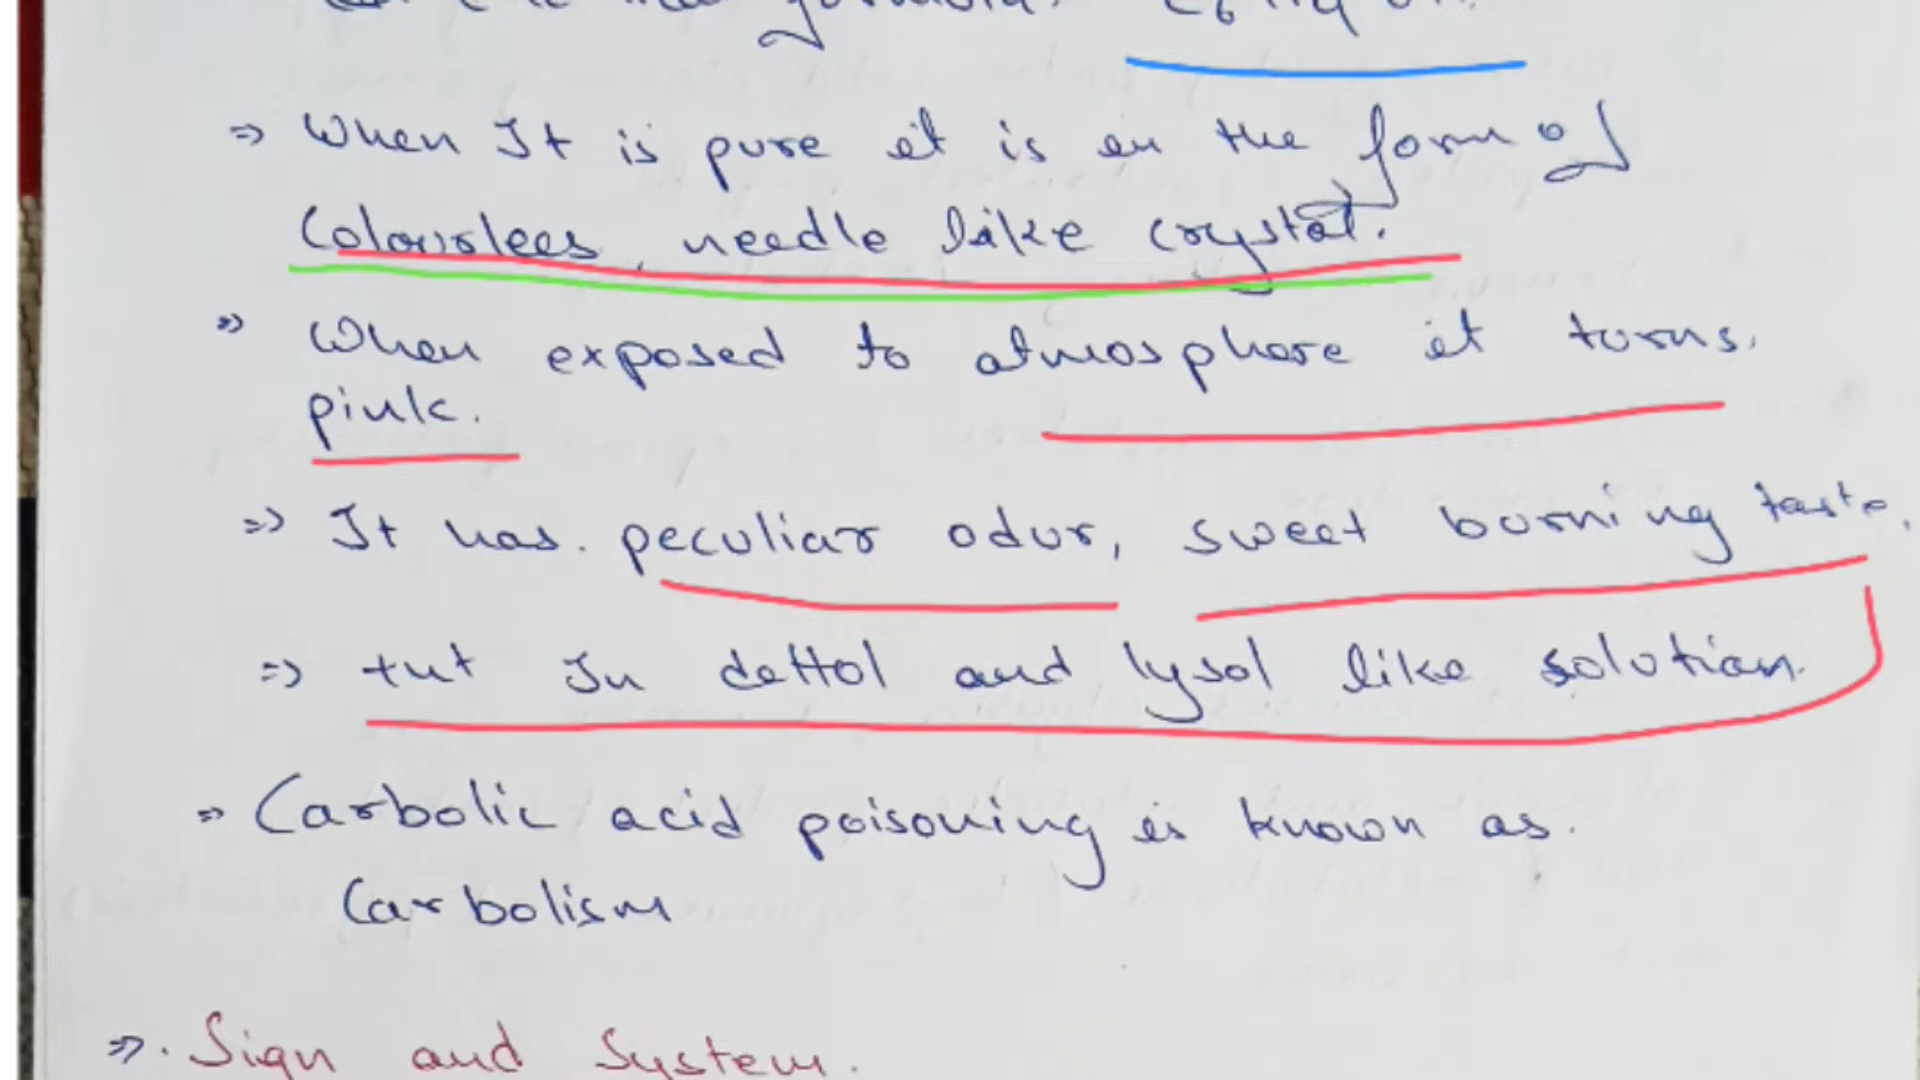 formula.
⇒ When It is pure it is in the form of
Colourless, needle like crystal.
⇒ When exposed to atmosphere it turns.
pink.
⇒ It has. peculiar odur, sweet burning taste,
⇒ tut In dettol and lysol like solution.
⇒ Carbolic acid poisoning is known as.
Carbolism
⇒. Sign and System.